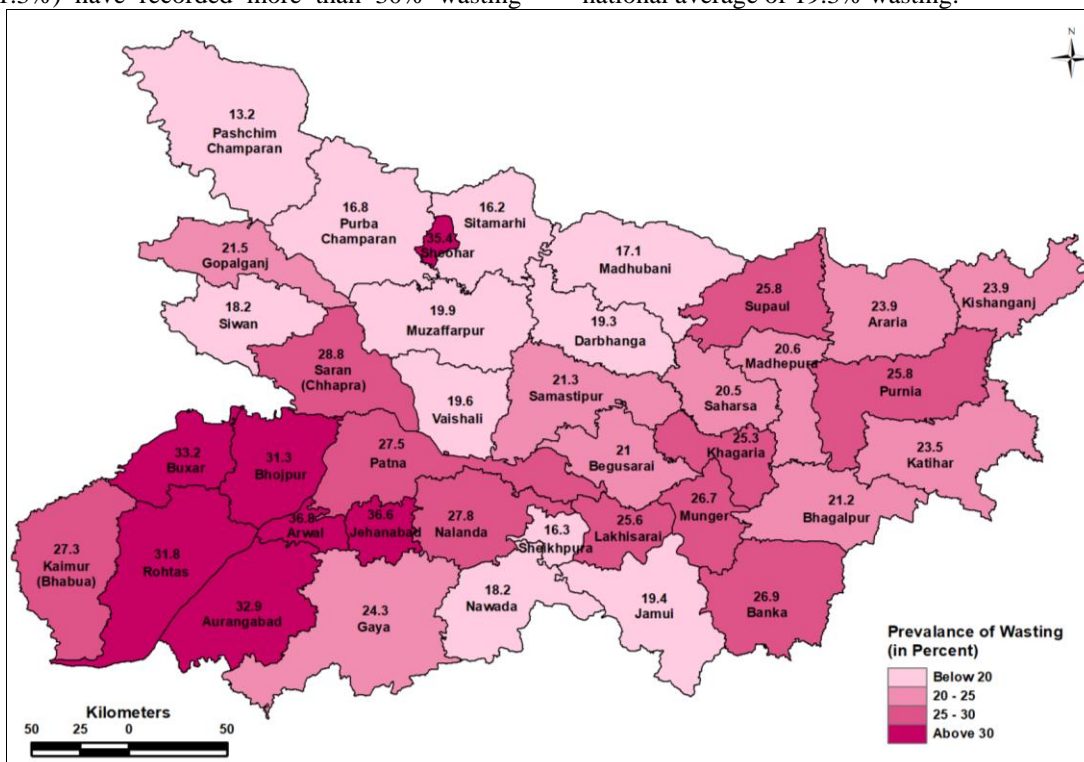 1.3%) have recorded more than 30% wasting
national average of 19.3% wasting.
N
13.2
Pashchim
Champaran
16.8
Purba
Champaran
16.2
Sitamarhi
35.4
Sheohar
21.5
Gopalganj
17.1
Madhubani
25.8
Supaul
23.9
Araria
23.9
Kishanganj
18.2
Siwan
19.9
Muzaffarpur
19.3
Darbhanga
20.6
Madhepura
28.8
Saran
(Chhapra)
19.6
Vaishali
21.3
Samastipur
20.5
Saharsa
25.8
Purnia
33.2
Buxar
31.3
Bhojpur
27.5
Patna
21
Begusarai
25.3
Khagaria
23.5
Katihar
36.8
Arwal
36.6
Jehanabad
27.8
Nalanda
16.3
Sheikhpura
25.6
Lakhisarai
26.7
Munger
21.2
Bhagalpur
27.3
Kaimur
(Bhabua)
31.8
Rohtas
32.9
Aurangabad
24.3
Gaya
18.2
Nawada
19.4
Jamui
26.9
Banka
Prevalance of Wasting
(in Percent)
Below 20
20 - 25
25 - 30
Above 30
Kilometers
50 25 0 50